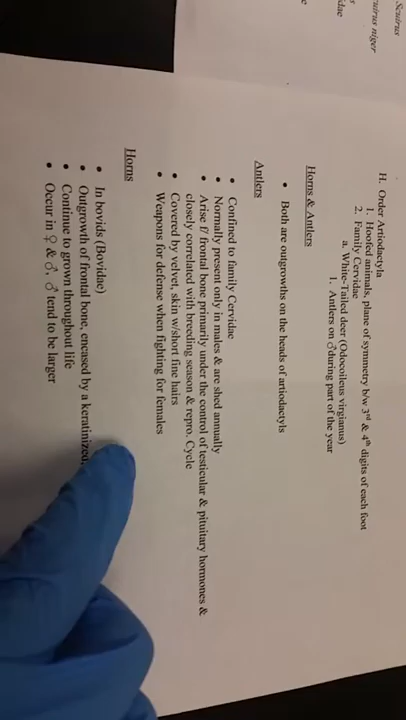 Scuirus
cuirus niger
s
idae
e
H. Order Artiodactyla
1. Hoofed animals, plane of symmetry b/w 3rd & 4th digits of each foot
2. Family Cervidae
a. White-Tailed deer (Odocoileus virgianus)
1. Antlers on ♂during part of the year
Horns & Antlers
• Both are outgrowths on the heads of artiodactyls
Antlers
• Confined to family Cervidae
• Normally present only in males & are shed annually
• Arise f/ frontal bone primarily under the control of testicular & pituitary hormones &
closely correlated with breeding season & repro. Cycle
• Covered by velvet, skin w/short fine hairs
• Weapons for defense when fighting for females
Horns
• In bovids (Bovidae)
• Outgrowth of frontal bone, encased by a keratinized
• Continue to grown throughout life
• Occur in ♀ & ♂, ♂ tend to be larger